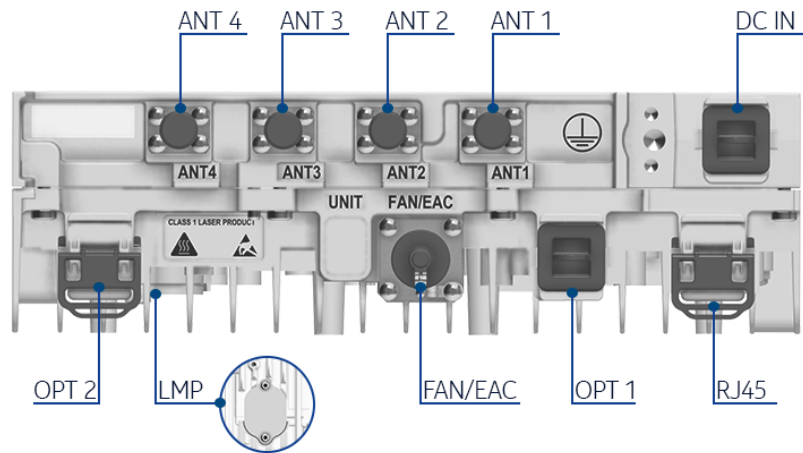 ANT 4 ANT 3 ANT 2 ANT 1 DC IN
ANT4 ANT3 ANT2 ANT1
UNIT FAN/EAC
CLASS 1 LASER PRODUCT
OPT 2 LMP FAN/EAC OPT 1 RJ45